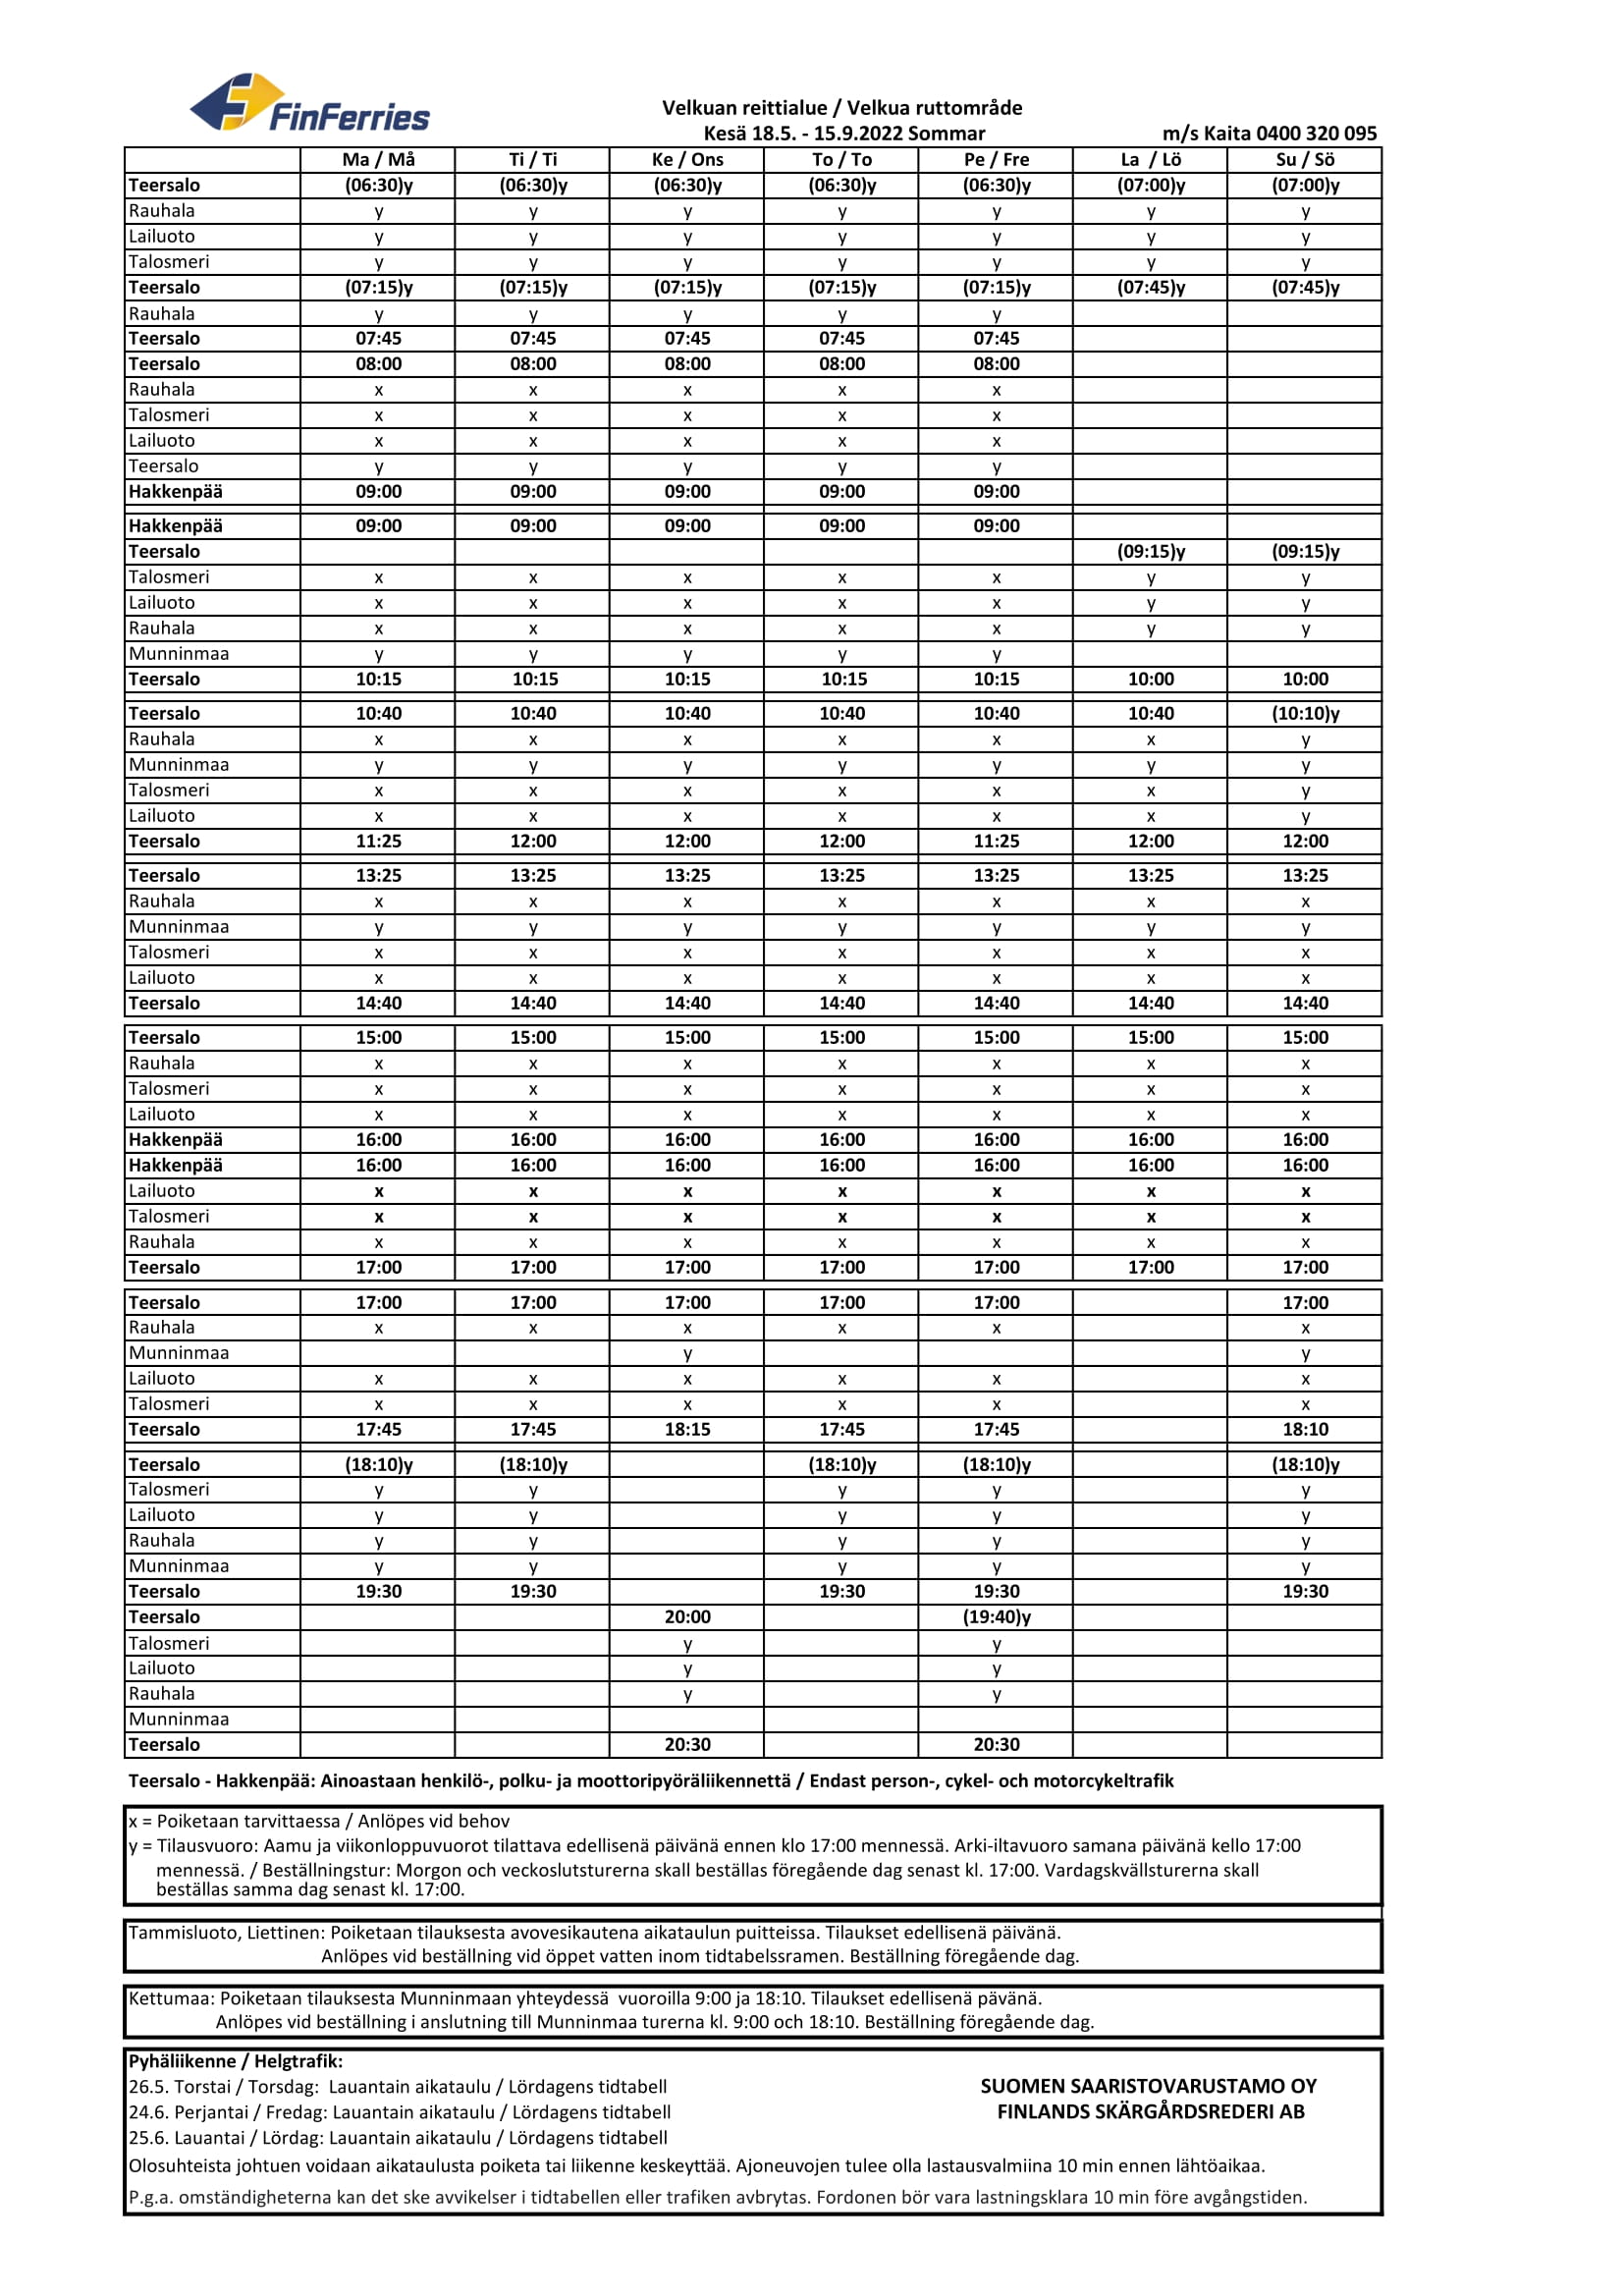 FinFerries
Velkuan reittialue / Velkua ruttområde
Kesä 18.5. - 15.9.2022 Sommar m/s Kaita 0400 320 095
Ma / Må Ti / Ti Ke / Ons To / To Pe / Fre La / Lö Su / Sö
Teersalo (06:30)y (06:30)y (06:30)y (06:30)y (06:30)y (07:00)y (07:00)y
Rauhala y y y y y y y
Lailuoto y y y y y y y
Talosmeri y y y y y y y
Teersalo (07:15)y (07:15)y (07:15)y (07:15)y (07:15)y (07:45)y (07:45)y
Rauhala y y y y y
Teersalo 07:45 07:45 07:45 07:45 07:45
Teersalo 08:00 08:00 08:00 08:00 08:00
Rauhala x x x x x
Talosmeri x x x x x
Lailuoto x x x x x
Teersalo y y y y y
Hakkenpää 09:00 09:00 09:00 09:00 09:00
Hakkenpää 09:00 09:00 09:00 09:00 09:00
Teersalo (09:15)y (09:15)y
Talosmeri x x x x x y y
Lailuoto x x x x x y y
Rauhala x x x x x y y
Munninmaa y y y y y
Teersalo 10:15 10:15 10:15 10:15 10:15 10:00 10:00
Teersalo 10:40 10:40 10:40 10:40 10:40 10:40 (10:10)y
Rauhala x x x x x x y
Munninmaa y y y y y y y
Talosmeri x x x x x x y
Lailuoto x x x x x x y
Teersalo 11:25 12:00 12:00 12:00 11:25 12:00 12:00
Teersalo 13:25 13:25 13:25 13:25 13:25 13:25 13:25
Rauhala x x x x x x x
Munninmaa y y y y y y y
Talosmeri x x x x x x x
Lailuoto x x x x x x x
Teersalo 14:40 14:40 14:40 14:40 14:40 14:40 14:40
Teersalo 15:00 15:00 15:00 15:00 15:00 15:00 15:00
Rauhala x x x x x x x
Talosmeri x x x x x x x
Lailuoto x x x x x x x
Hakkenpää 16:00 16:00 16:00 16:00 16:00 16:00 16:00
Hakkenpää 16:00 16:00 16:00 16:00 16:00 16:00 16:00
Lailuoto x x x x x x x
Talosmeri x x x x x x x
Rauhala x x x x x x x
Teersalo 17:00 17:00 17:00 17:00 17:00 17:00 17:00
Teersalo 17:00 17:00 17:00 17:00 17:00 17:00
Rauhala x x x x x x
Munninmaa y y
Lailuoto x x x x x x
Talosmeri x x x x x x
Teersalo 17:45 17:45 18:15 17:45 17:45 18:10
Teersalo (18:10)y (18:10)y (18:10)y (18:10)y (18:10)y
Talosmeri y y y y y
Lailuoto y y y y y
Rauhala y y y y y
Munninmaa y y y y y
Teersalo 19:30 19:30 19:30 19:30 19:30
Teersalo 20:00 (19:40)y
Talosmeri y y
Lailuoto y y
Rauhala y y
Munninmaa
Teersalo 20:30 20:30
Teersalo - Hakkenpää: Ainoastaan henkilö-, polku- ja moottoripyöräliikennettä / Endast person-, cykel- och motorcykeltrafik
x = Poiketaan tarvittaessa / Anlöpes vid behov
y = Tilausvuoro: Aamu ja viikonloppuvuorot tilattava edellisenä päivänä ennen klo 17:00 mennessä. Arki-iltavuoro samana päivänä kello 17:00
mennessä. / Beställningstur: Morgon och veckoslutsturerna skall beställas föregående dag senast kl. 17:00. Vardagskvällsturerna skall
beställas samma dag senast kl. 17:00.
Tammisluoto, Liettinen: Poiketaan tilauksesta avovesikautena aikataulun puitteissa. Tilaukset edellisenä päivänä.
Anlöpes vid beställning vid öppet vatten inom tidtabelssramen. Beställning föregående dag.
Kettumaa: Poiketaan tilauksesta Munninmaan yhteydessä vuoroilla 9:00 ja 18:10. Tilaukset edellisenä pävänä.
Anlöpes vid beställning i anslutning till Munninmaa turerna kl. 9:00 och 18:10. Beställning föregående dag.
Pyhäliikenne / Helgtrafik:
26.5. Torstai / Torsdag: Lauantain aikataulu / Lördagens tidtabell SUOMEN SAARISTOVARUSTAMO OY
24.6. Perjantai / Fredag: Lauantain aikataulu / Lördagens tidtabell FINLANDS SKÄRGÅRDSREDERI AB
25.6. Lauantai / Lördag: Lauantain aikataulu / Lördagens tidtabell
Olosuhteista johtuen voidaan aikataulusta poiketa tai liikenne keskeyttää. Ajoneuvojen tulee olla lastausvalmiina 10 min ennen lähtöaikaa.
P.g.a. omständigheterna kan det ske avvikelser i tidtabellen eller trafiken avbrytas. Fordonen bör vara lastningsklara 10 min före avgångstiden.